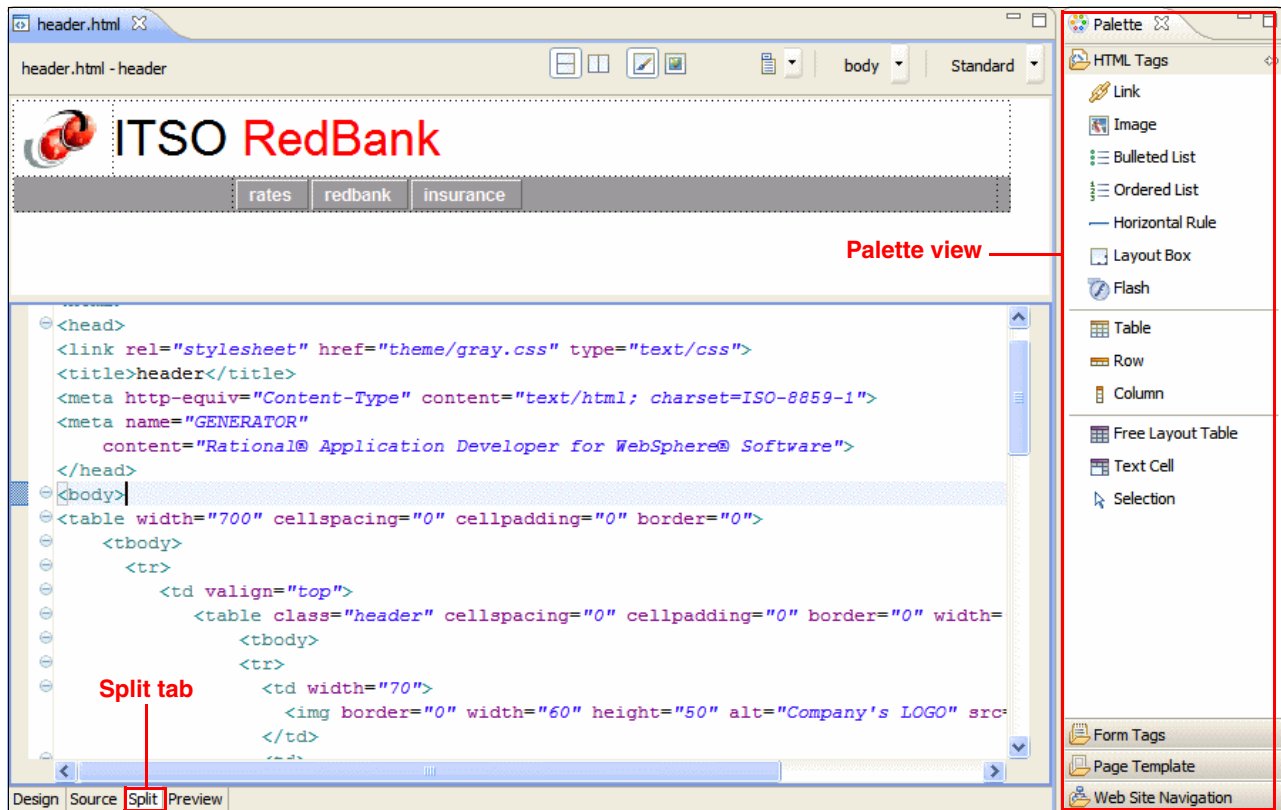 header.html
header.html - header
body
Standard
ITSO RedBank
rates
redbank
insurance
Palette view
<head>
<link rel="stylesheet" href="theme/gray.css" type="text/css">
<title>header</title>
<meta http-equiv="Content-Type" content="text/html; charset=ISO-8859-1">
<meta name="GENERATOR"
content="Rational® Application Developer for WebSphere® Software">
</head>
<body>
<table width="700" cellspacing="0" cellpadding="0" border="0">
<tbody>
<tr>
<td valign="top">
<table class="header" cellspacing="0" cellpadding="0" border="0" width=
<tbody>
<tr>
<td width="70">
<img border="0" width="60" height="50" alt="Company's LOGO" src=
</td>
Split tab
Design
Source
Split
Preview
Palette
HTML Tags
Link
Image
Bulleted List
Ordered List
Horizontal Rule
Layout Box
Flash
Table
Row
Column
Free Layout Table
Text Cell
Selection
Form Tags
Page Template
Web Site Navigation